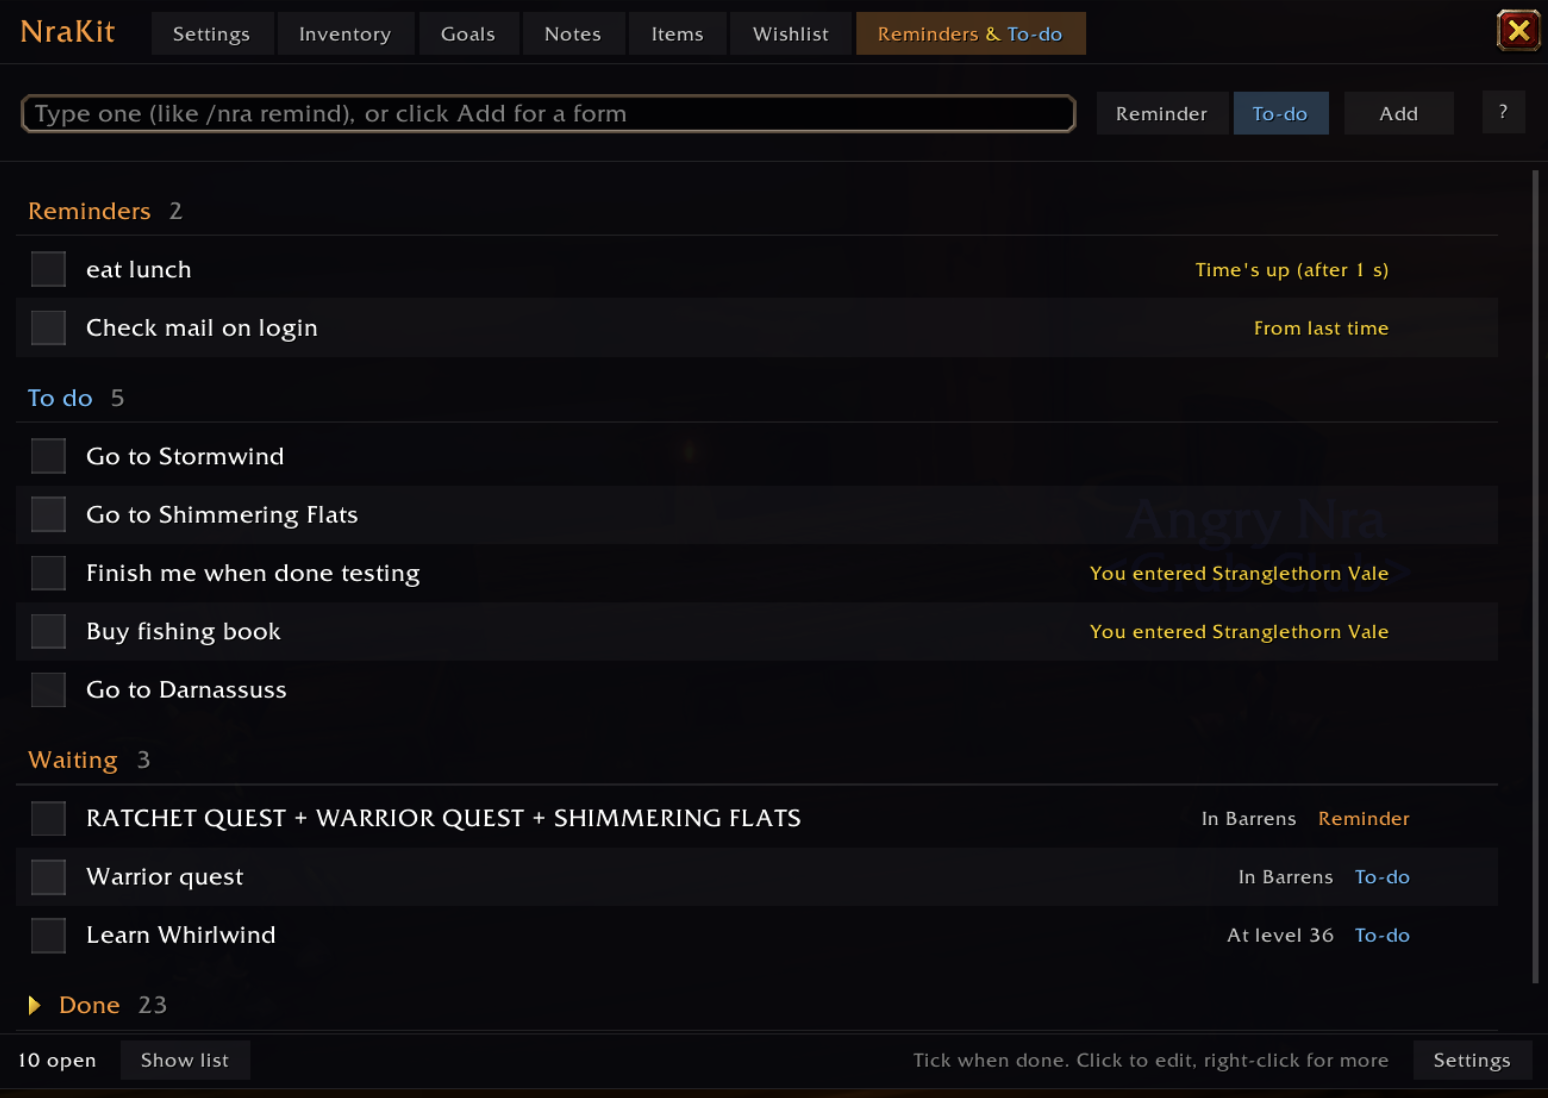 NraKit Settings Inventory Goals Notes Items Wishlist Reminders & To-do
Type one (like /nra remind), or click Add for a form Reminder To-do Add ?
Reminders 2
eat lunch Time's up (after 1 s)
Check mail on login From last time
To do 5
Go to Stormwind
Go to Shimmering Flats
Angry Nra
Finish me when done testing You entered Stranglethorn Vale
Buy fishing book You entered Stranglethorn Vale
Go to Darnassuss
Waiting 3
RATCHET QUEST + WARRIOR QUEST + SHIMMERING FLATS In Barrens Reminder
Warrior quest In Barrens To-do
Learn Whirlwind At level 36 To-do
Done 23
10 open Show list Tick when done. Click to edit, right-click for more Settings